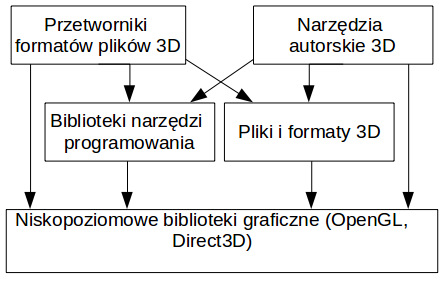 Przetworniki
formatów plików 3D
Narzędzia
autorskie 3D
Biblioteki narzędzi
programowania
Pliki i formaty 3D
Niskopoziomowe biblioteki graficzne (OpenGL,
Direct3D)